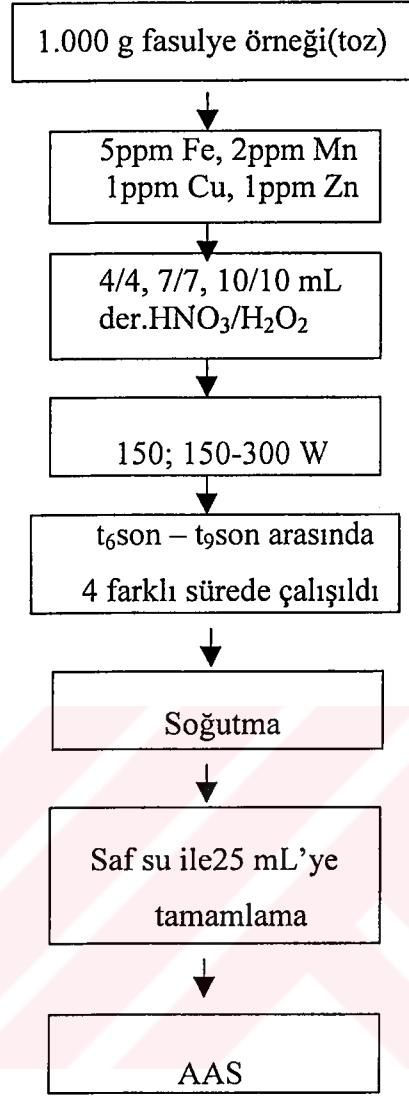 1.000 g fasulye örneği(toz)
5ppm Fe, 2ppm Mn
1ppm Cu, 1ppm Zn
4/4, 7/7, 10/10 mL
der.HNO₃/H₂O₂
150; 150-300 W
t₆son – t₉son arasında
4 farklı sürede çalışıldı
Soğutma
Saf su ile25 mL’ye
tamamlama
AAS